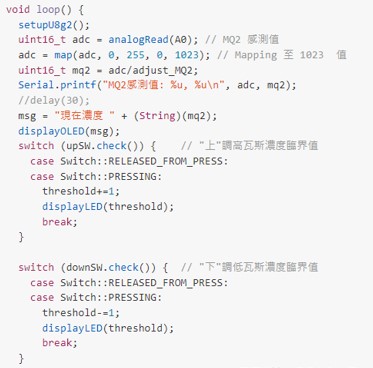 void loop() {
  setupU8g2();
  uint16_t adc = analogRead(A0); // MQ2 感測值
  adc = map(adc, 0, 255, 0, 1023); // Mapping 至 1023  值
  uint16_t mq2 = adc/adjust_MQ2;
  Serial.printf("MQ2感測值: %u, %u\n", adc, mq2);
  //delay(30);
  msg = "現在濃度 " + (String)(mq2);
  displayOLED(msg);
  switch (upSW.check()) {    // "上"調高瓦斯濃度臨界值
    case Switch::RELEASED_FROM_PRESS:
    case Switch::PRESSING:
      threshold+=1;
      displayLED(threshold);
      break;
  }
  switch (downSW.check()) {  // "下"調低瓦斯濃度臨界值
    case Switch::RELEASED_FROM_PRESS:
    case Switch::PRESSING:
      threshold-=1;
      displayLED(threshold);
      break;
  }